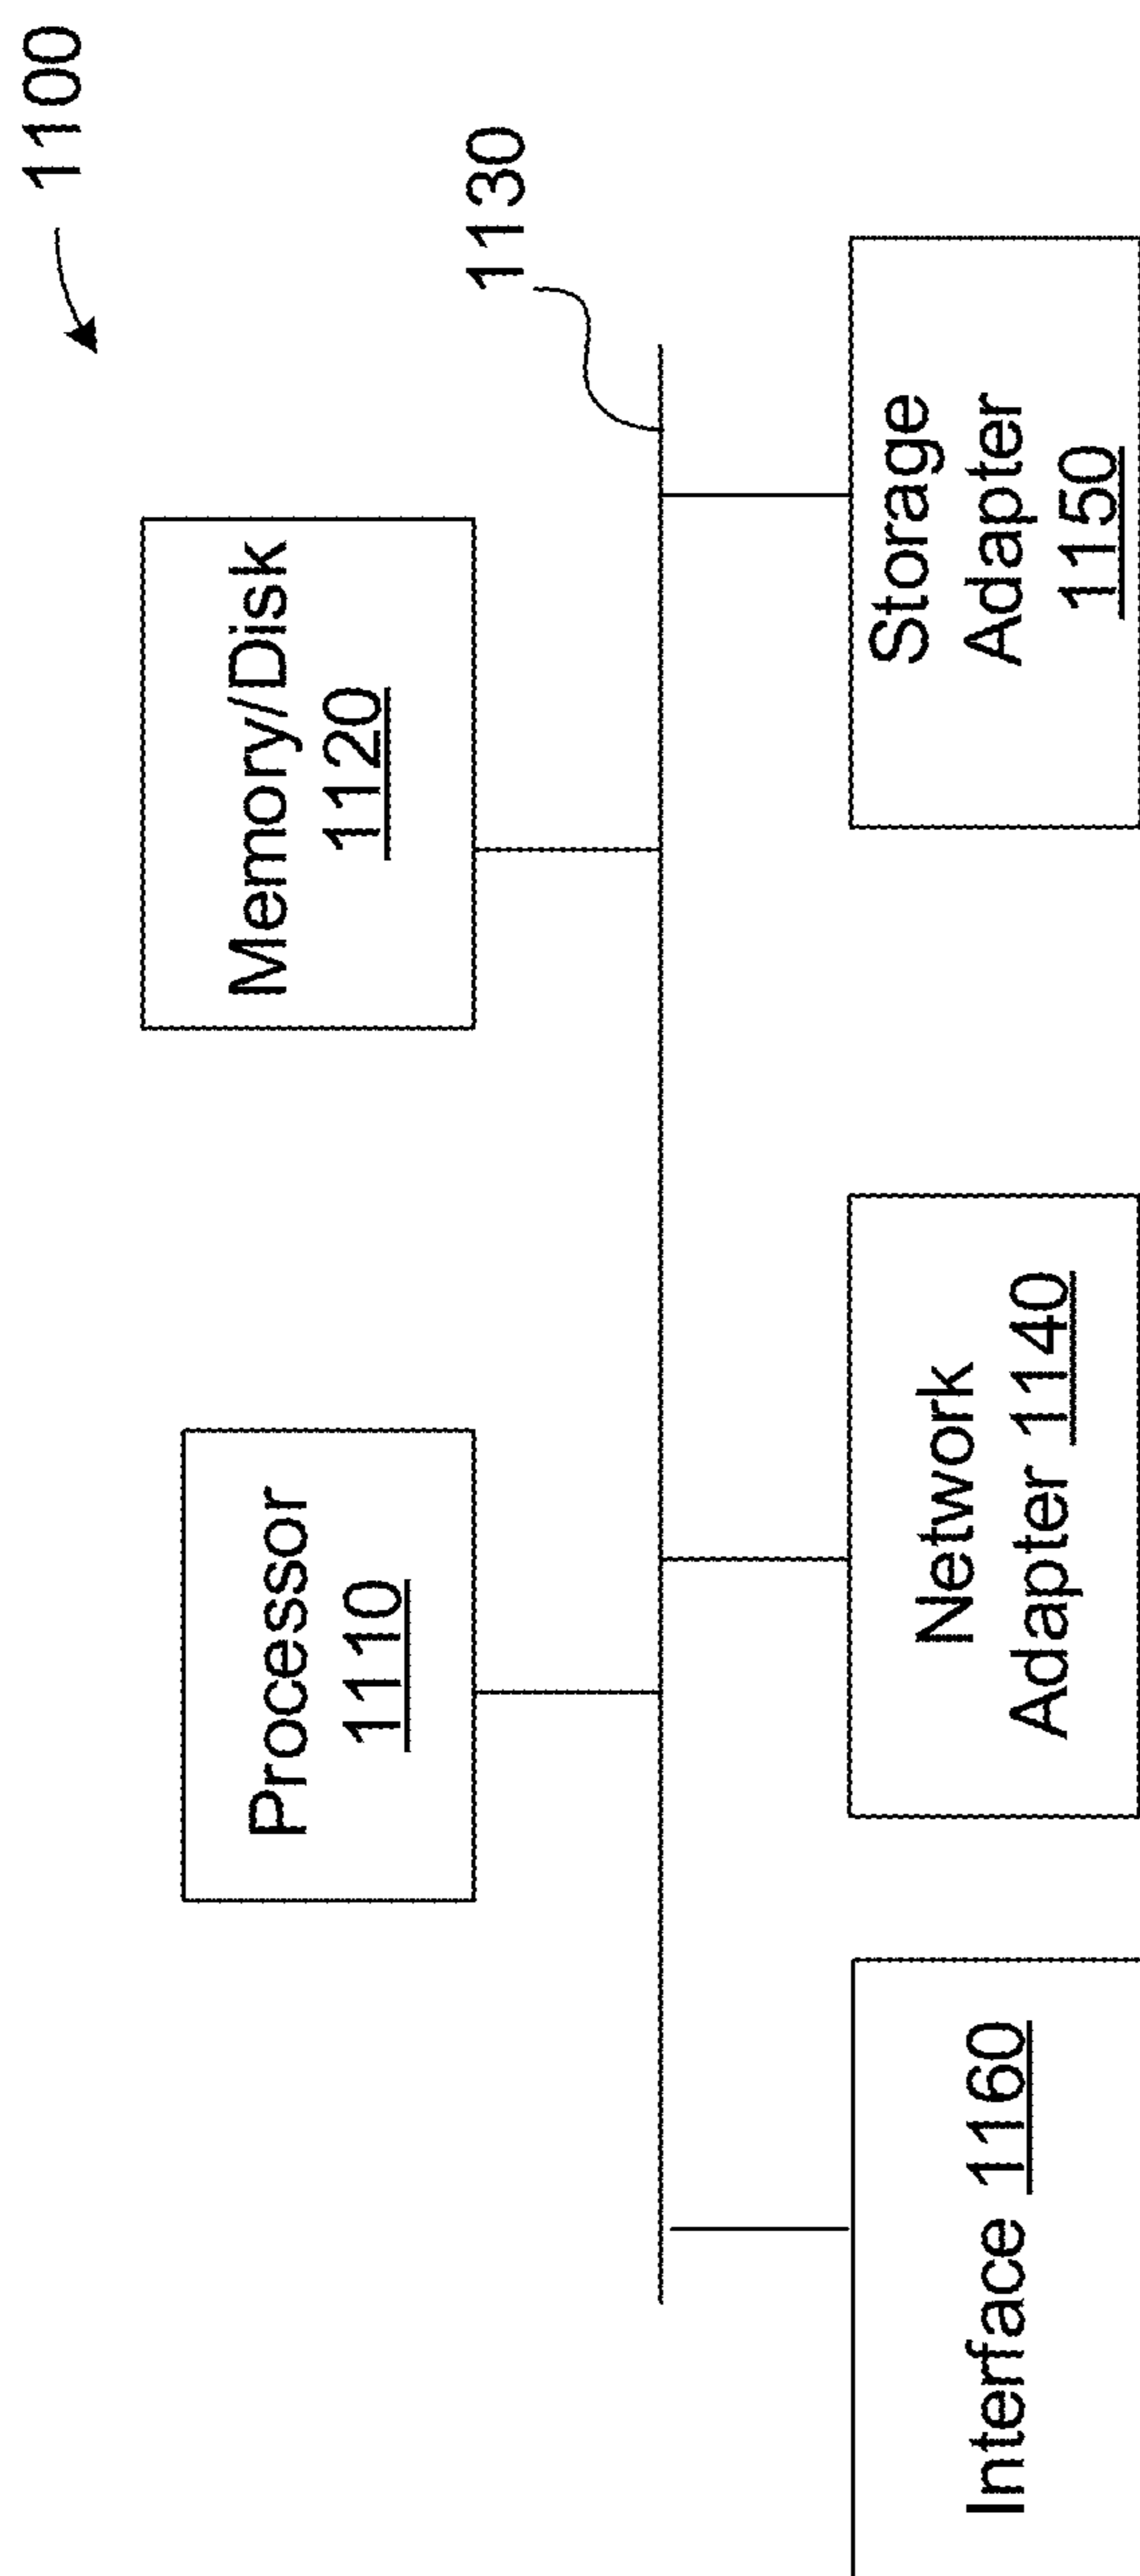 1100
Memory/Disk
1120
1130
Processor
1110
Storage
Adapter
1150
Network
Adapter 1140
Interface 1160